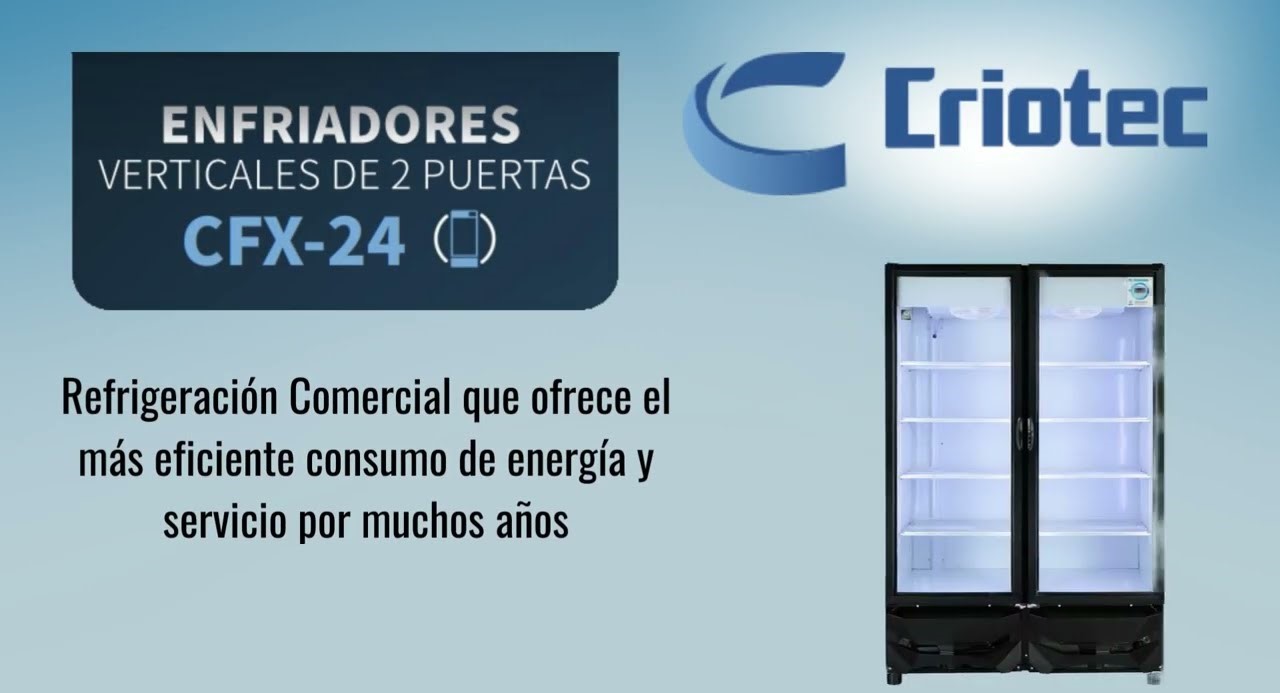 ENFRIADORES
VERTICALES DE 2 PUERTAS
CFX-24
Criotec
Refrigeración Comercial que ofrece el
más eficiente consumo de energía y
servicio por muchos años